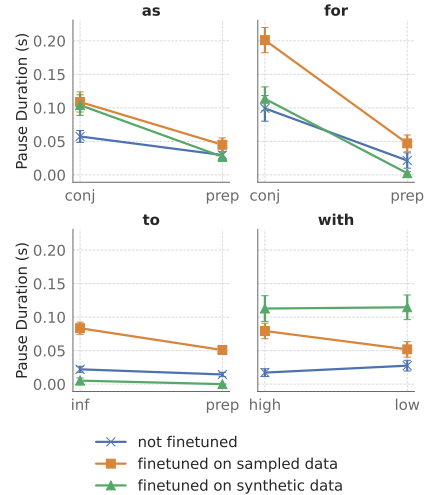 as for
Pause Duration (s)
0.20
0.15
0.10
0.05
0.00
conj prep conj prep
to with
Pause Duration (s)
0.20
0.15
0.10
0.05
0.00
inf prep high low
not finetuned
finetuned on sampled data
finetuned on synthetic data